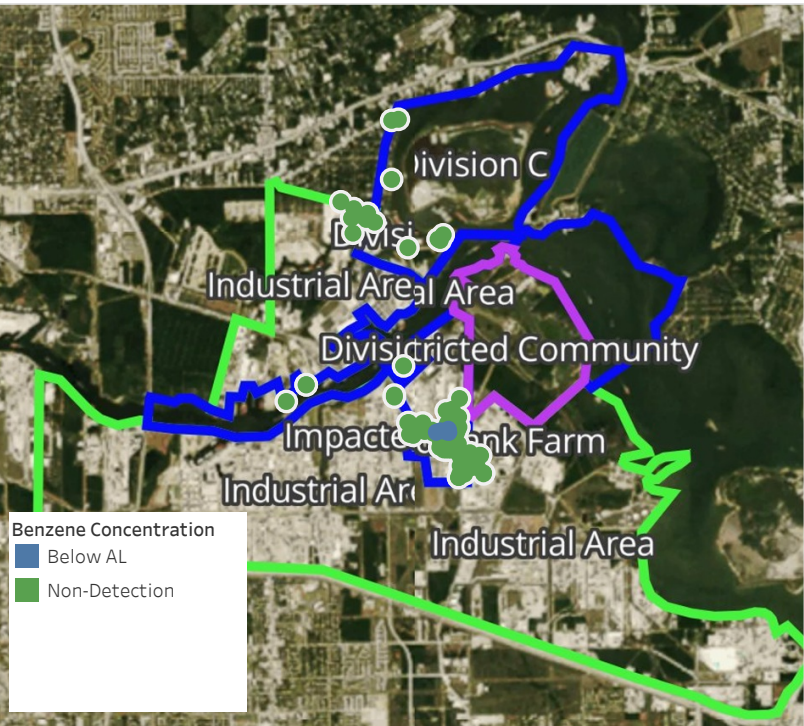 Division C
Divisi
Industrial Are
al Area
Divisi
tricted Community
Impacte
nk Farm
Industrial Are
Industrial Area
Benzene Concentration
Below AL
Non-Detection